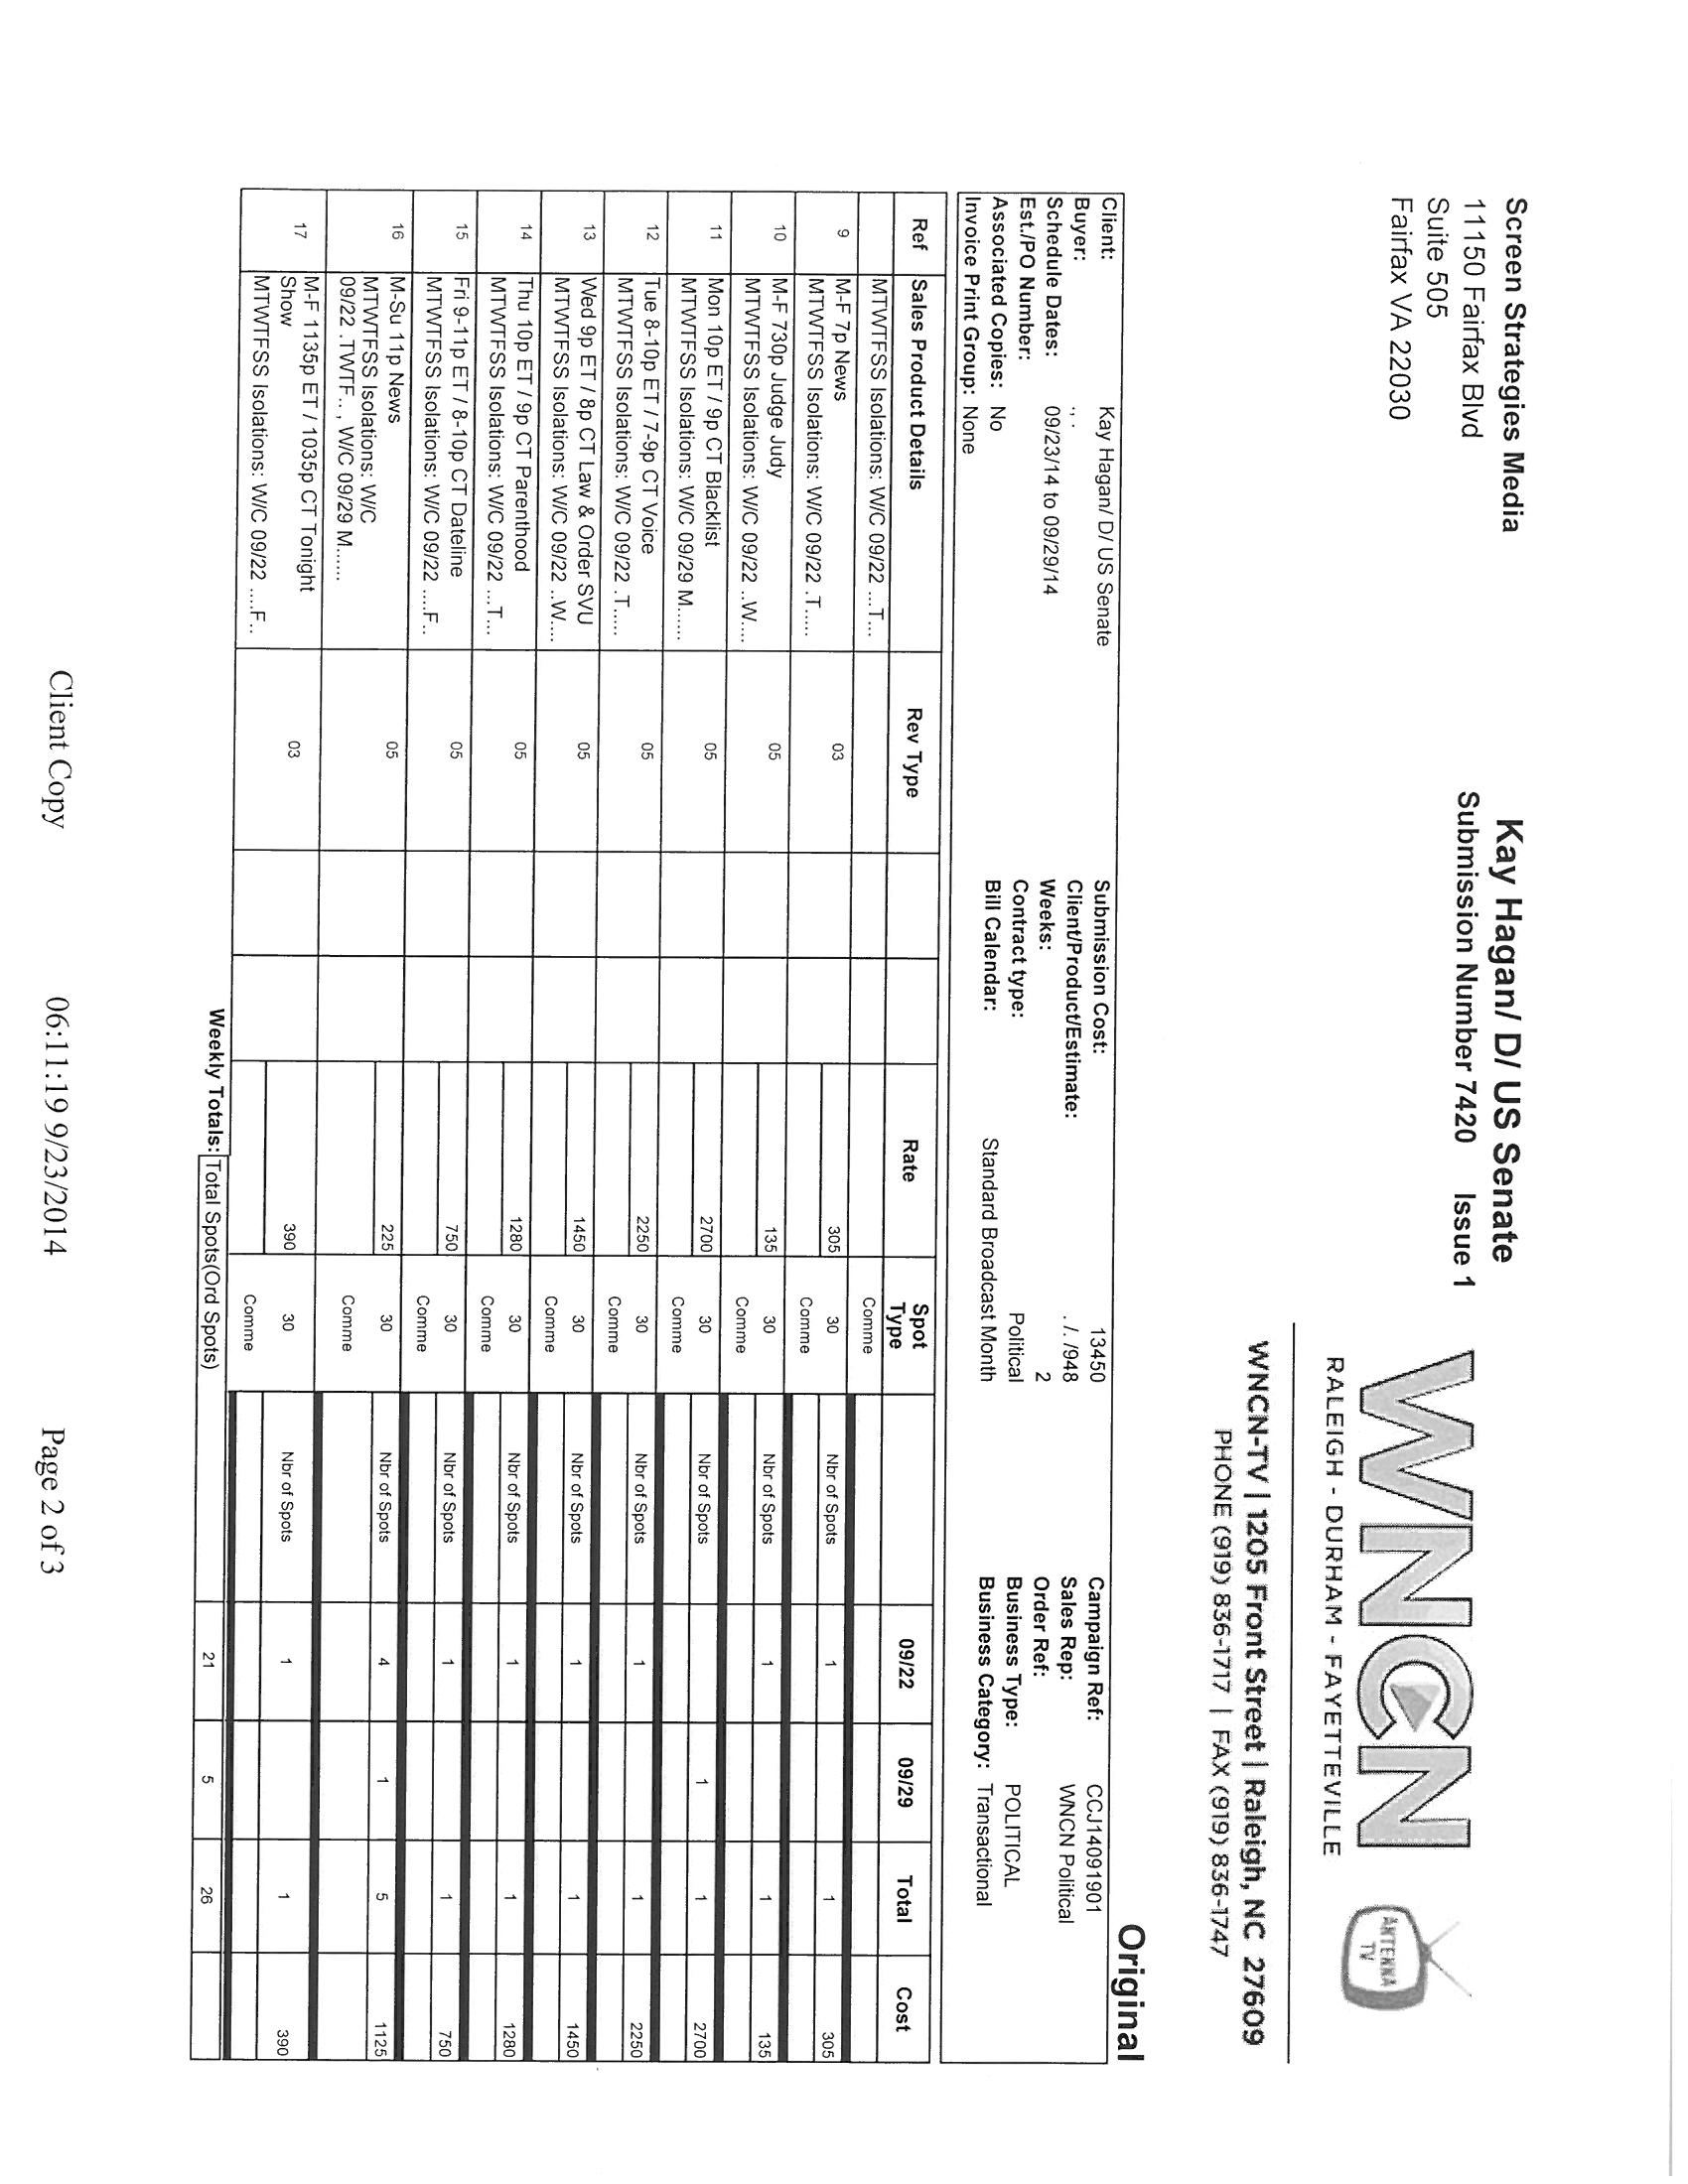 Screen Strategies Media
11150 Fairfax Blvd
Suite 505
Fairfax VA 22030
Kay Hagan/ D/ US Senate
Submission Number 7420 Issue 1
WNCN
RALEIGH - DURHAM - FAYETTEVILLE
ANTENNA
TV
WNCN-TV | 1205 Front Street | Raleigh, NC 27609
PHONE (919) 836-1717 | FAX (919) 836-1747
Original
Client: Kay Hagan/ D/ US Senate Submission Cost: 13450 Campaign Ref: CCJ14091901
Buyer: ., . Client/Product/Estimate: . /. /948 Sales Rep: WNCN Political
Schedule Dates: 09/23/14 to 09/29/14 Weeks: 2 Order Ref:
Est./PO Number: Contract type: Political Business Type: POLITICAL
Associated Copies: No Bill Calendar: Standard Broadcast Month Business Category: Transactional
Invoice Print Group: None
Ref Sales Product Details Rev Type Rate Spot Type 09/22 09/29 Total Cost
MTWTFSS Isolations: W/C 09/22 ...T... Comme
9 M-F 7p News 03 305 30 Nbr of Spots 1 1 305
MTWTFSS Isolations: W/C 09/22 .T..... Comme
10 M-F 730p Judge Judy 05 135 30 Nbr of Spots 1 1 135
MTWTFSS Isolations: W/C 09/22 ..W.... Comme
11 Mon 10p ET / 9p CT Blacklist 05 2700 30 Nbr of Spots 1 1 2700
MTWTFSS Isolations: W/C 09/29 M...... Comme
12 Tue 8-10p ET / 7-9p CT Voice 05 2250 30 Nbr of Spots 1 1 2250
MTWTFSS Isolations: W/C 09/22 .T..... Comme
13 Wed 9p ET / 8p CT Law & Order SVU 05 1450 30 Nbr of Spots 1 1 1450
MTWTFSS Isolations: W/C 09/22 ..W.... Comme
14 Thu 10p ET / 9p CT Parenthood 05 1280 30 Nbr of Spots 1 1 1280
MTWTFSS Isolations: W/C 09/22 ...T... Comme
15 Fri 9-11p ET / 8-10p CT Dateline 05 750 30 Nbr of Spots 1 1 750
MTWTFSS Isolations: W/C 09/22 ....F.. Comme
16 M-Su 11p News 05 225 30 Nbr of Spots 4 1 5 1125
MTWTFSS Isolations: W/C
09/22 .TWTF.. , W/C 09/29 M...... Comme
17 M-F 1135p ET / 1035p CT Tonight 03 390 30 Nbr of Spots 1 1 390
Show
MTWTFSS Isolations: W/C 09/22 ....F.. Comme
Weekly Totals: Total Spots(Ord Spots) 21 5 26
Client Copy 06:11:19 9/23/2014 Page 2 of 3